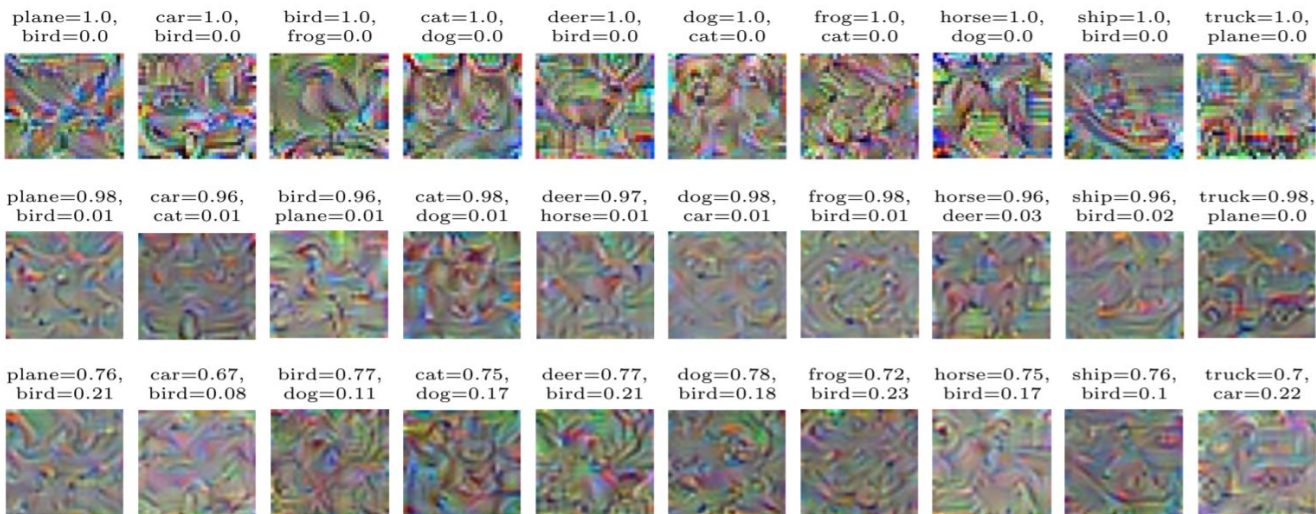 plane=1.0, car=1.0, bird=1.0, cat=1.0, deer=1.0, dog=1.0, frog=1.0, horse=1.0, ship=1.0, truck=1.0,
bird=0.0 bird=0.0 frog=0.0 dog=0.0 bird=0.0 cat=0.0 cat=0.0 dog=0.0 bird=0.0 plane=0.0
plane=0.98, car=0.96, bird=0.96, cat=0.98, deer=0.97, dog=0.98, frog=0.98, horse=0.96, ship=0.96, truck=0.98,
bird=0.01 cat=0.01 plane=0.01 dog=0.01 horse=0.01 car=0.01 bird=0.01 deer=0.03 bird=0.02 plane=0.0
plane=0.76, car=0.67, bird=0.77, cat=0.75, deer=0.77, dog=0.78, frog=0.72, horse=0.75, ship=0.76, truck=0.7,
bird=0.21 bird=0.08 dog=0.11 dog=0.17 bird=0.21 bird=0.18 bird=0.23 bird=0.17 bird=0.1 car=0.22